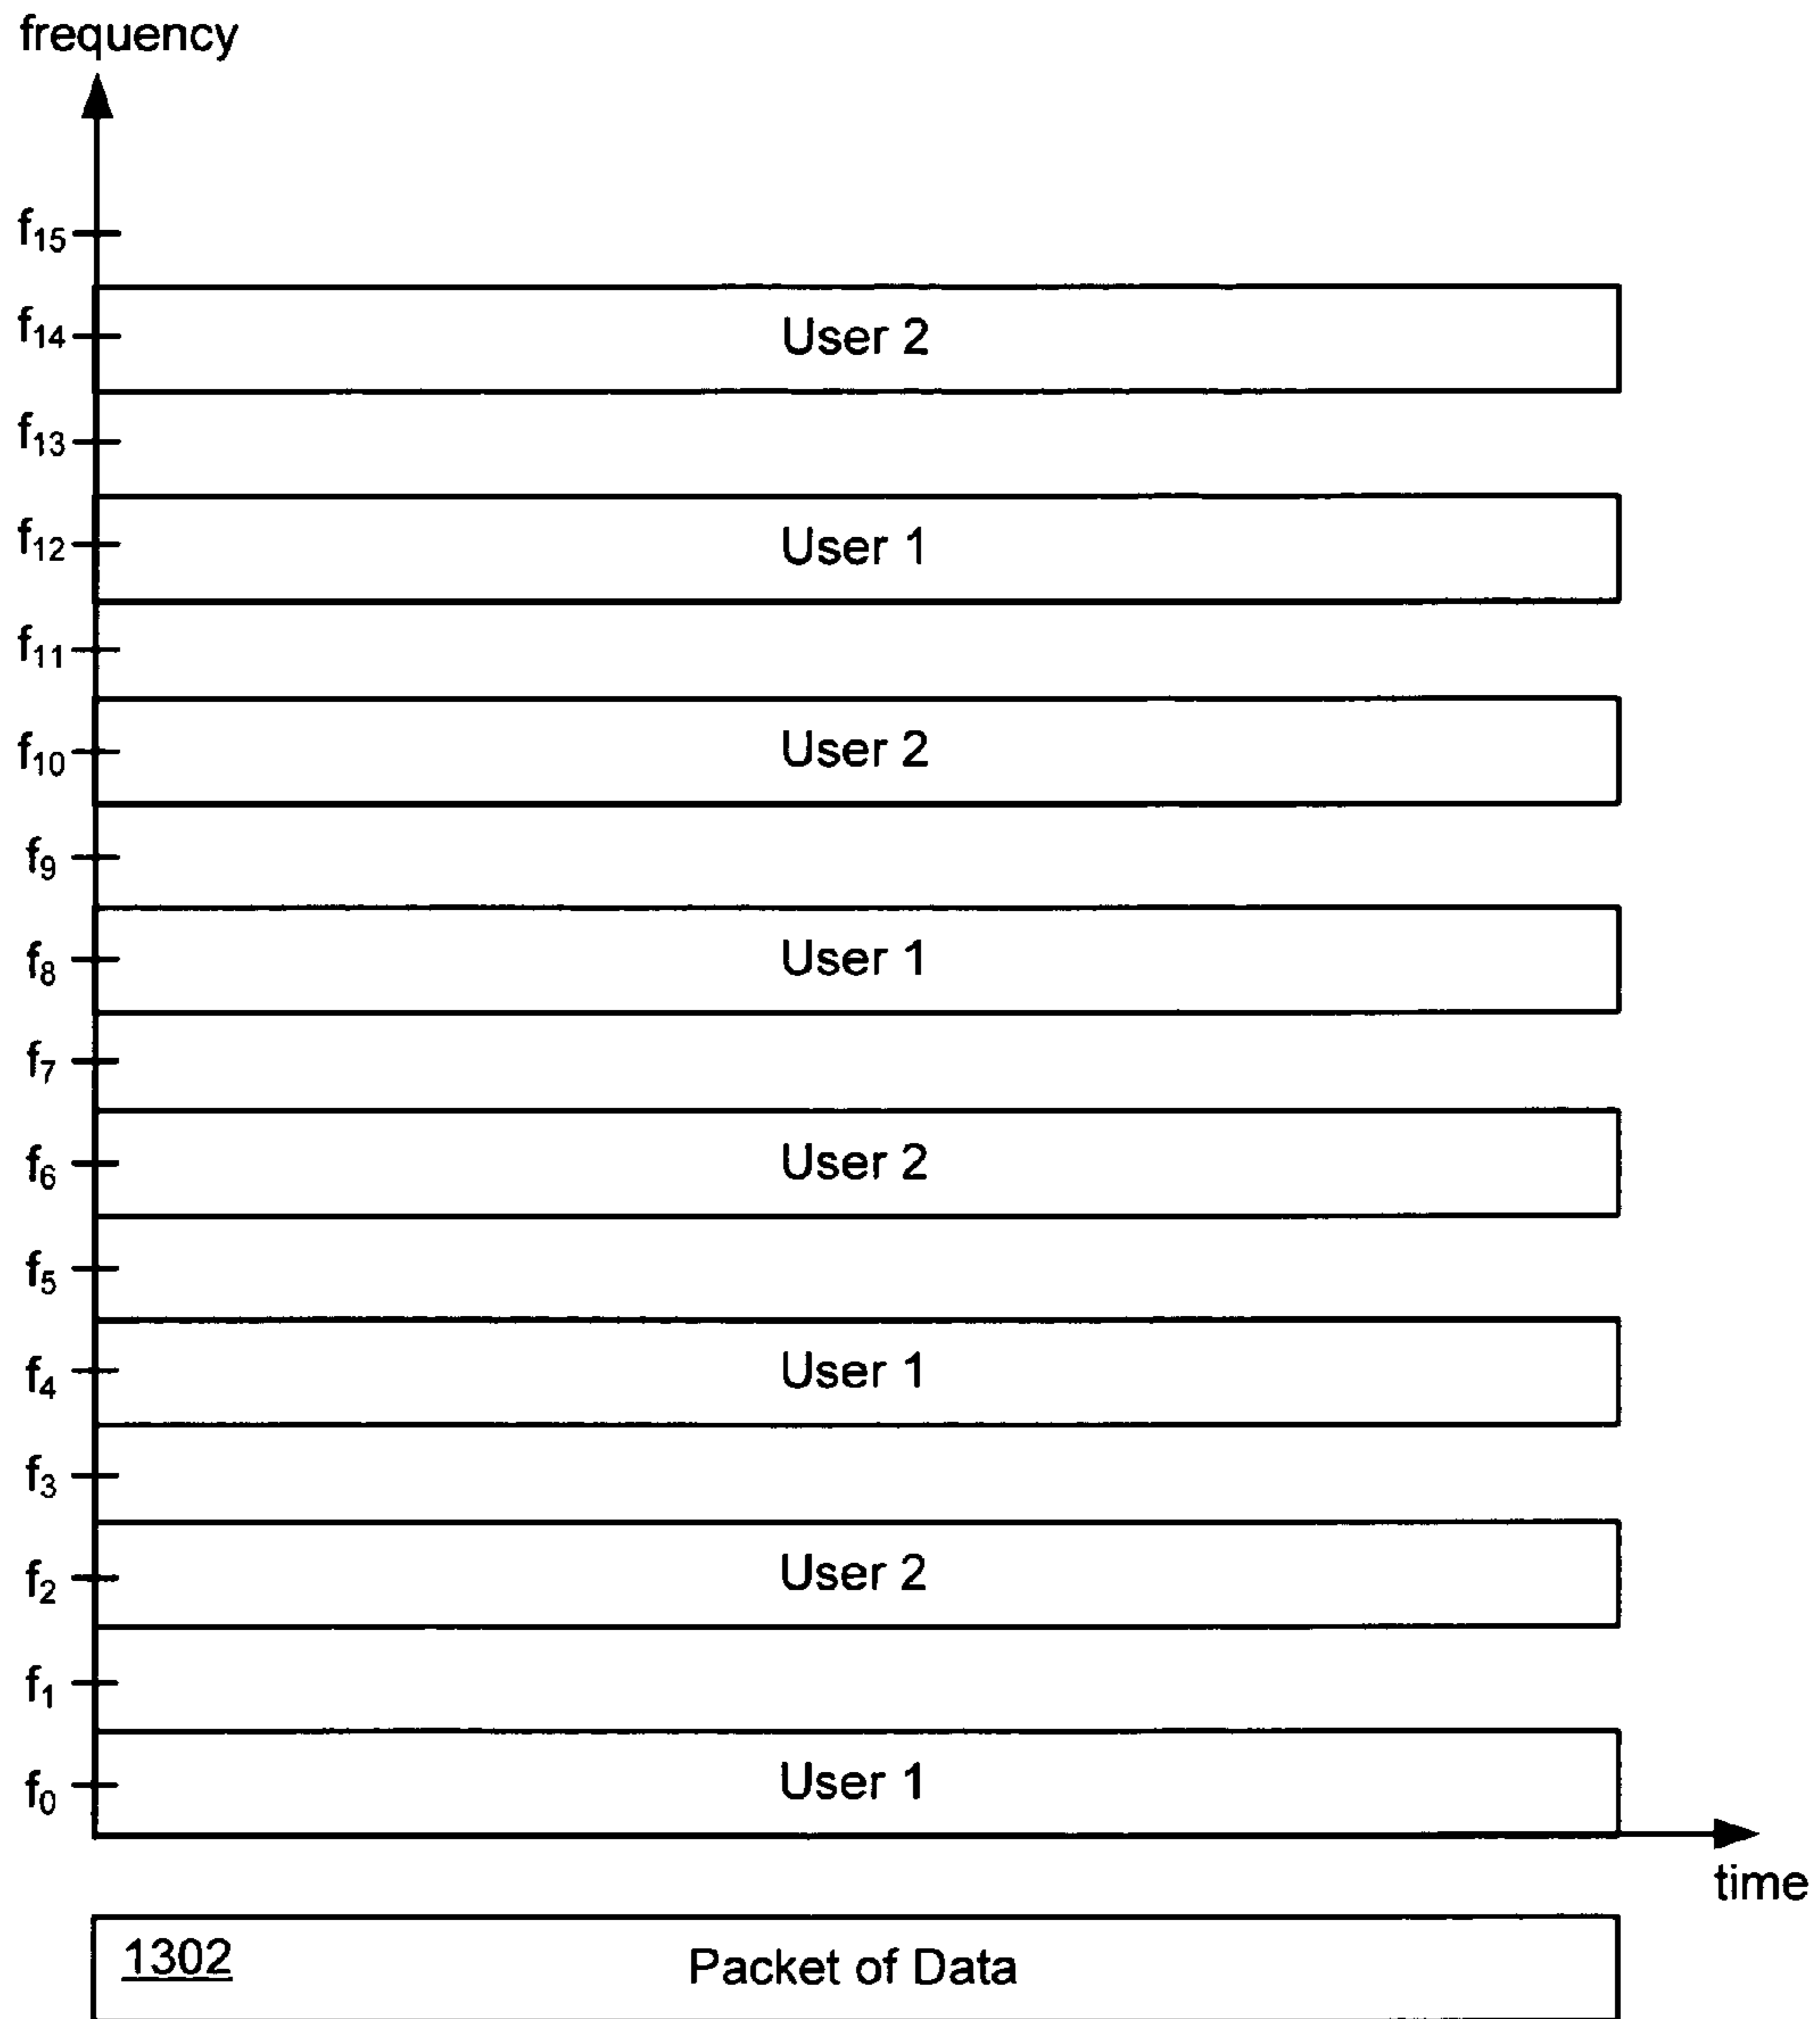 frequency
f15
f14 User 2
f13
f12 User 1
f11
f10 User 2
f9
f8 User 1
f7
f6 User 2
f5
f4 User 1
f3
f2 User 2
f1
f0 User 1
time
1302 Packet of Data